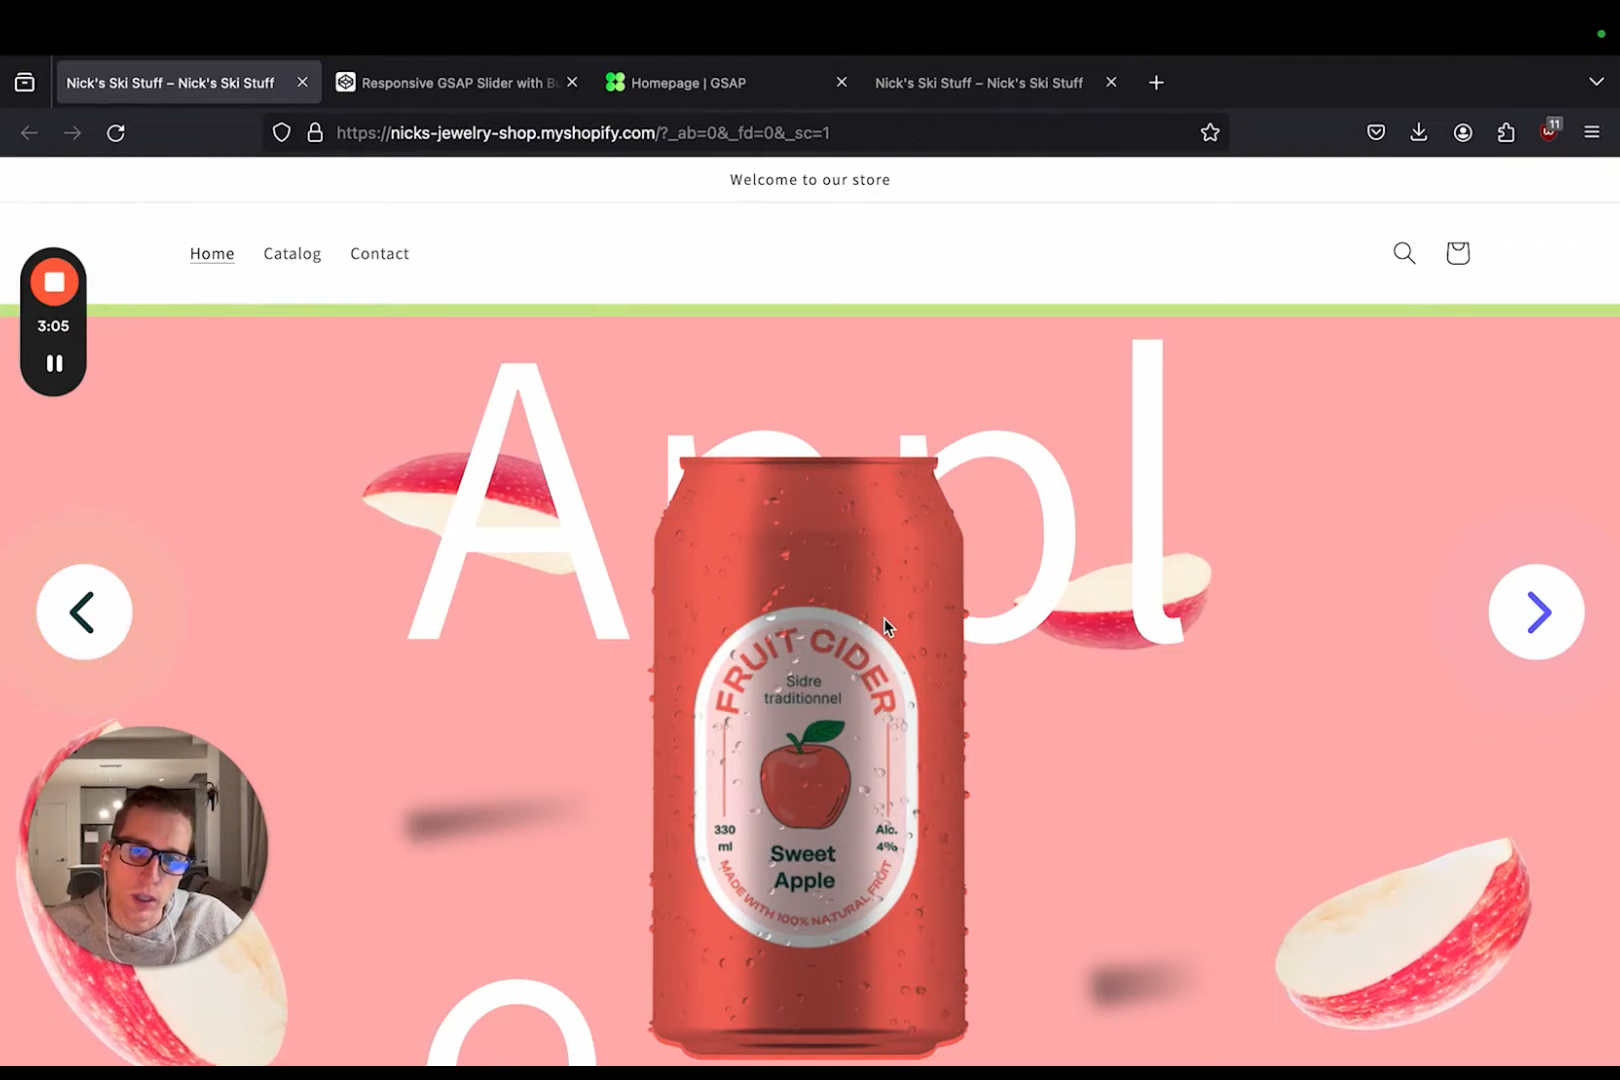 Nick's Ski Stuff – Nick's Ski Stuff
Responsive GSAP Slider with Bu
Homepage | GSAP
Nick's Ski Stuff – Nick's Ski Stuff
https://nicks-jewelry-shop.myshopify.com/?_ab=0&_fd=0&_sc=1
11
Welcome to our store
Home Catalog Contact
3:05
Appl
FRUIT CIDER
Sidre
traditionnel
330
ml
Alc.
4%
Sweet
Apple
MADE WITH 100% NATURAL FRUIT